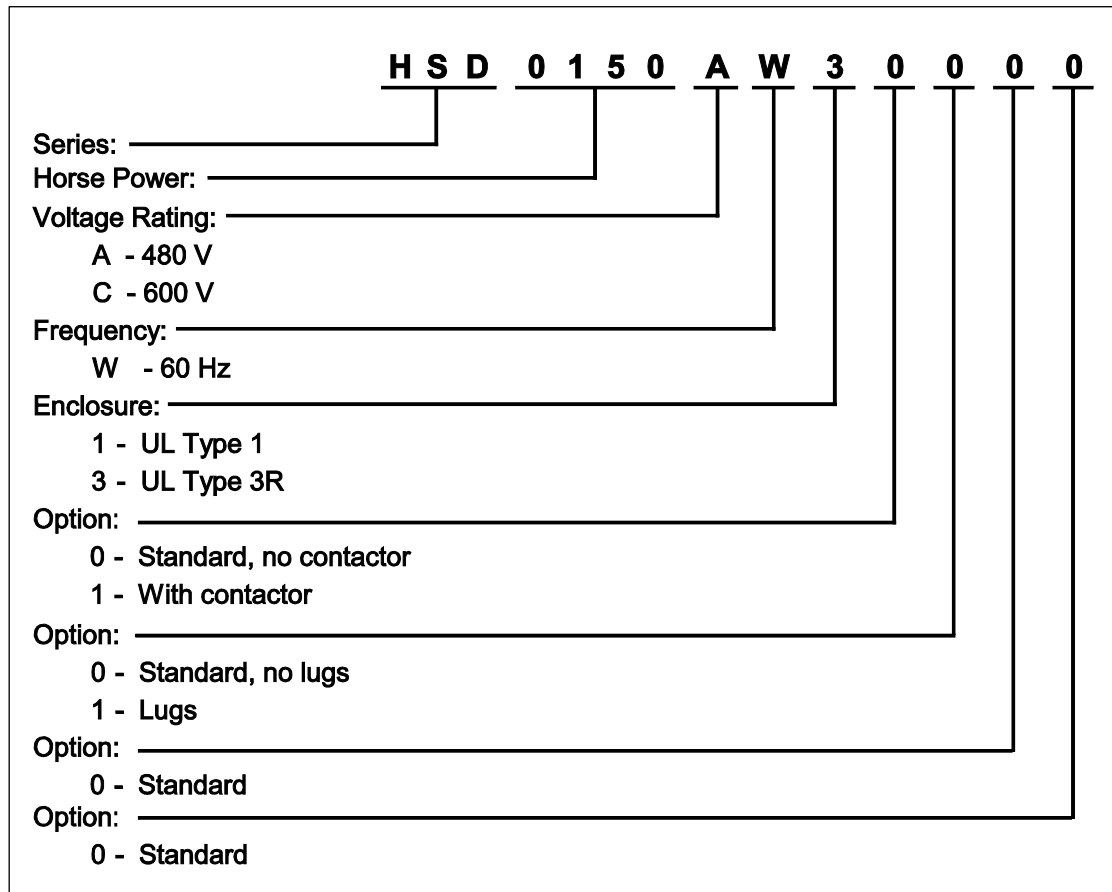 H S D 0 1 5 0 A W 3 0 0 0 0
Series:
Horse Power:
Voltage Rating:
A - 480 V
C - 600 V
Frequency:
W - 60 Hz
Enclosure:
1 - UL Type 1
3 - UL Type 3R
Option:
0 - Standard, no contactor
1 - With contactor
Option:
0 - Standard, no lugs
1 - Lugs
Option:
0 - Standard
Option:
0 - Standard